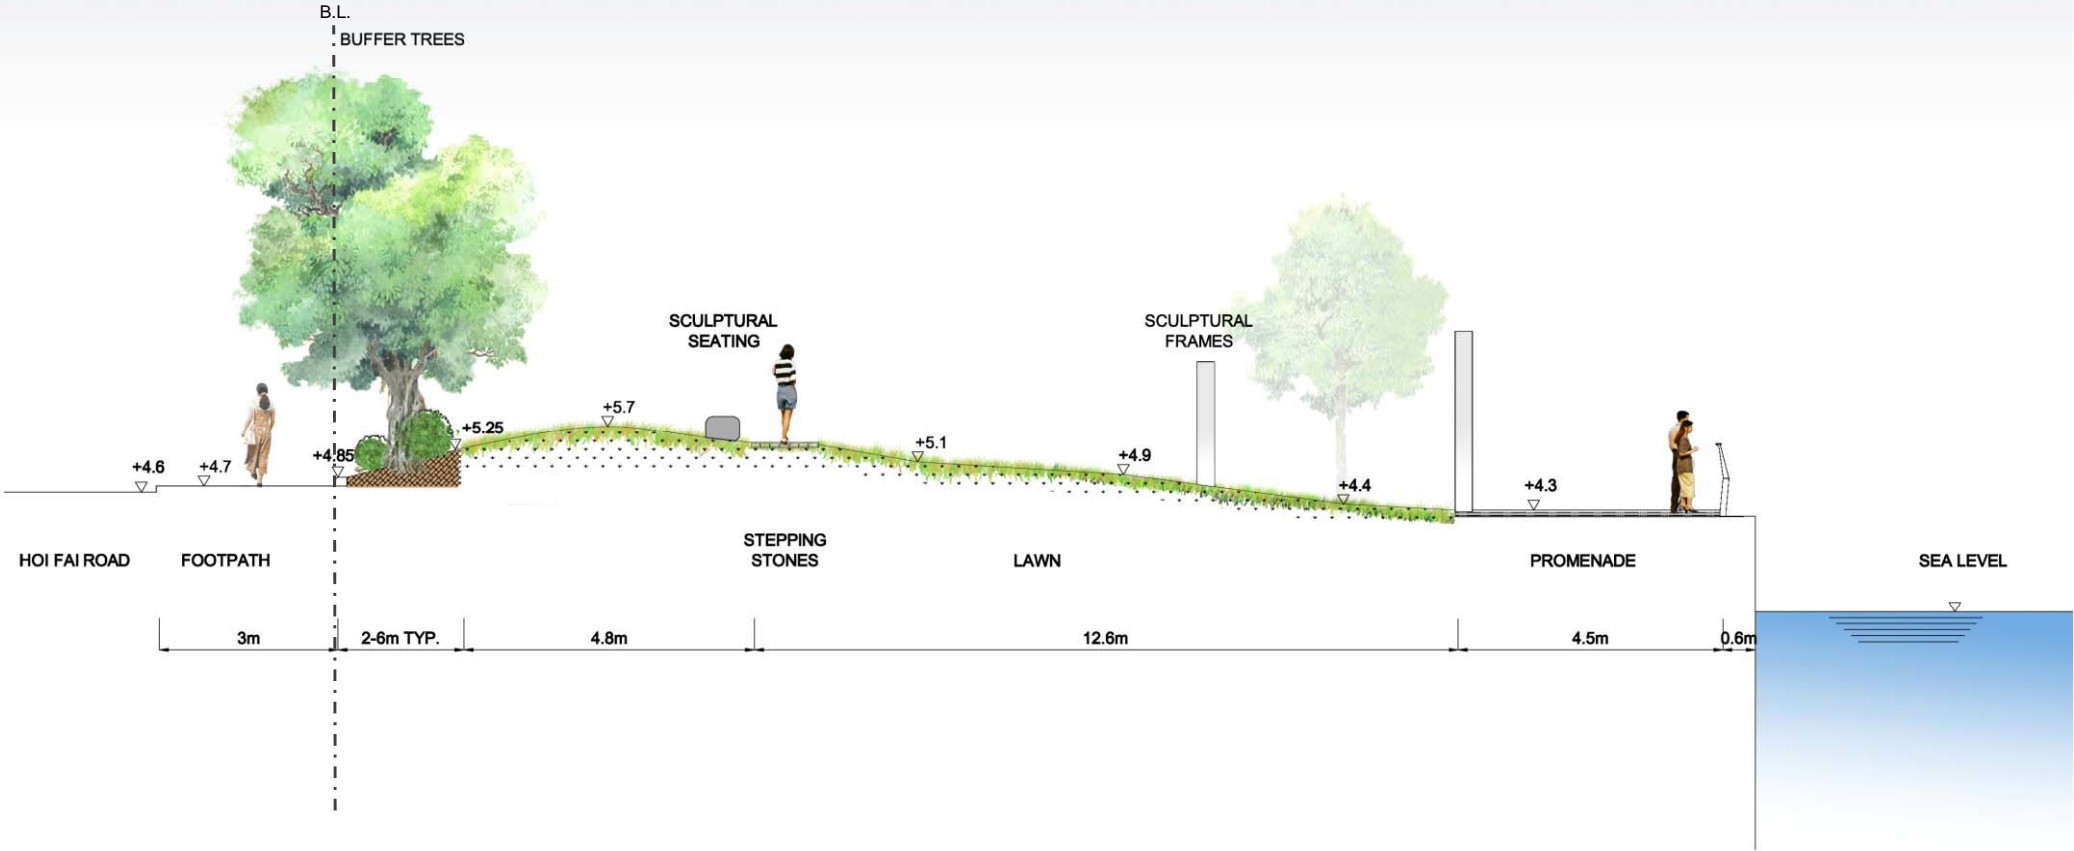 B.L.
BUFFER TREES
SCULPTURAL
SEATING
SCULPTURAL
FRAMES
+5.7
+5.25
+5.1
+4.9
+4.85
+4.6
+4.7
+4.4
+4.3
STEPPING
STONES
HOI FAI ROAD
FOOTPATH
LAWN
PROMENADE
SEA LEVEL
3m
2-6m TYP.
4.8m
12.6m
4.5m
0.6m